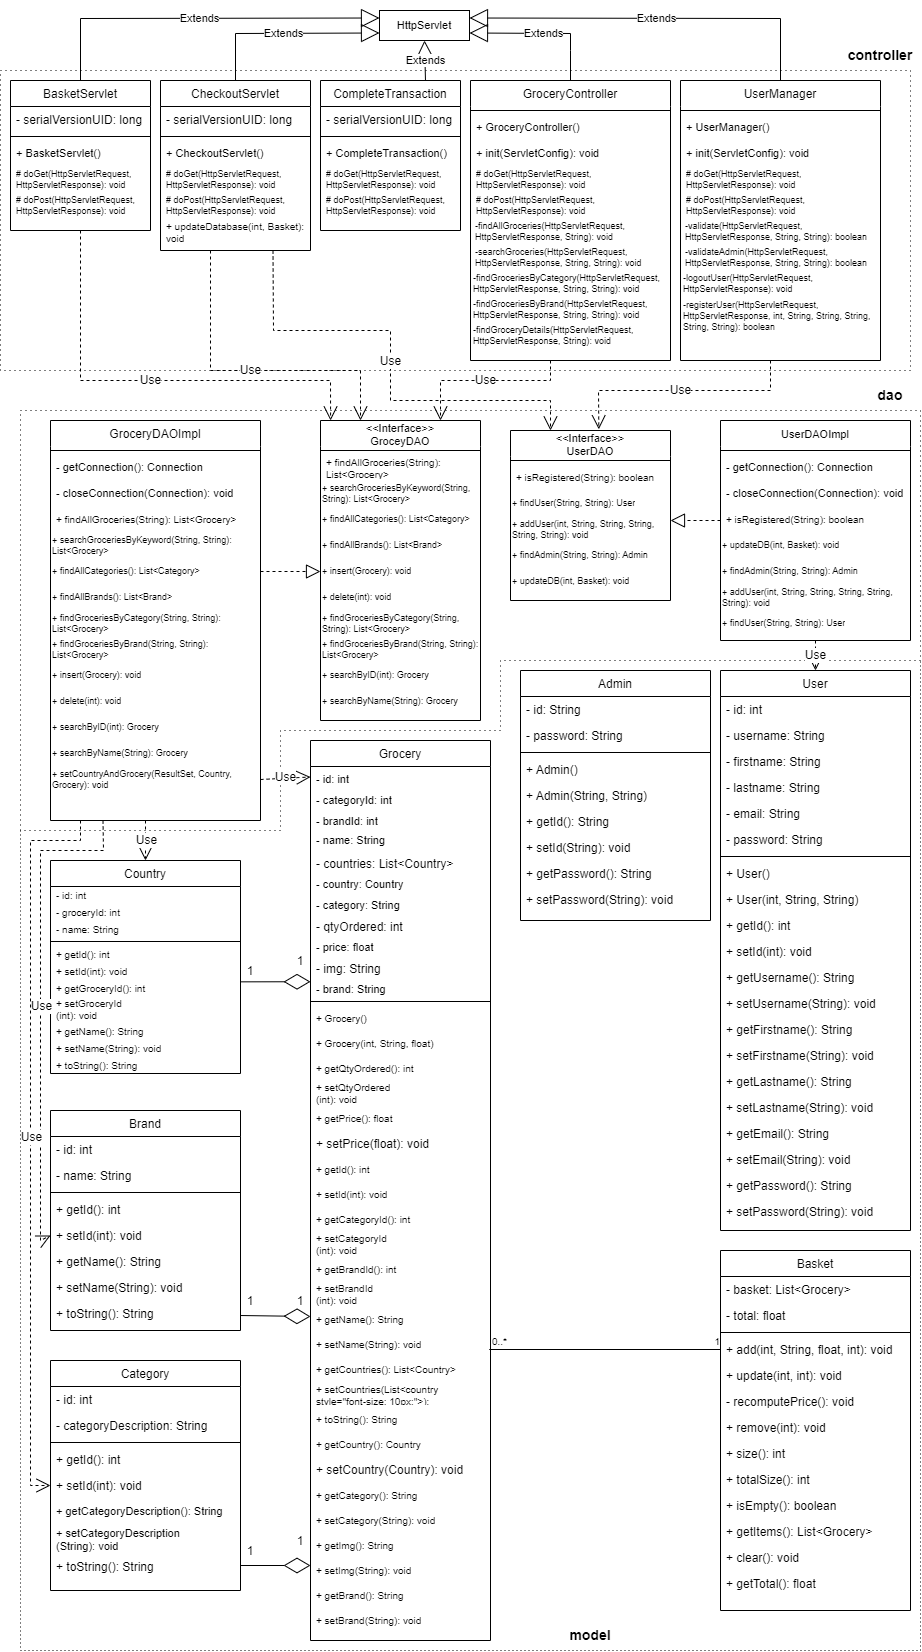 HttpServlet
Extends
Extends
Extends
Extends
Extends
controller
BasketServlet
- serialVersionUID: long
+ BasketServlet()
# doGet(HttpServletRequest,
HttpServletResponse): void
# doPost(HttpServletRequest,
HttpServletResponse): void
CheckoutServlet
- serialVersionUID: long
+ CheckoutServlet()
# doGet(HttpServletRequest,
HttpServletResponse): void
# doPost(HttpServletRequest,
HttpServletResponse): void
+ updateDatabase(int, Basket):
void
CompleteTransaction
- serialVersionUID: long
+ CompleteTransaction()
# doGet(HttpServletRequest,
HttpServletResponse): void
# doPost(HttpServletRequest,
HttpServletResponse): void
GroceryController
+ GroceryController()
+ init(ServletConfig): void
# doGet(HttpServletRequest,
HttpServletResponse): void
# doPost(HttpServletRequest,
HttpServletResponse): void
-findAllGroceries(HttpServletRequest,
HttpServletResponse, String): void
-searchGroceries(HttpServletRequest,
HttpServletResponse, String, String): void
-findGroceriesByCategory(HttpServletRequest,
HttpServletResponse, String, String): void
-findGroceriesByBrand(HttpServletRequest,
HttpServletResponse, String, String): void
-findGroceryDetails(HttpServletRequest,
HttpServletResponse, String): void
UserManager
+ UserManager()
+ init(ServletConfig): void
# doGet(HttpServletRequest,
HttpServletResponse): void
# doPost(HttpServletRequest,
HttpServletResponse): void
-validate(HttpServletRequest,
HttpServletResponse, String, String): boolean
-validateAdmin(HttpServletRequest,
HttpServletResponse, String, String): boolean
-logoutUser(HttpServletRequest,
HttpServletResponse): void
-registerUser(HttpServletRequest,
HttpServletResponse, int, String, String, String,
String, String): boolean
Use
Use
Use
Use
Use
dao
GroceryDAOImpl
- getConnection(): Connection
- closeConnection(Connection): void
+ findAllGroceries(String): List<Grocery>
+ searchGroceriesByKeyword(String, String):
List<Grocery>
+ findAllCategories(): List<Category>
+ findAllBrands(): List<Brand>
+ findGroceriesByCategory(String, String):
List<Grocery>
+ findGroceriesByBrand(String, String):
List<Grocery>
+ insert(Grocery): void
+ delete(int): void
+ searchByID(int): Grocery
+ searchByName(String): Grocery
+ setCountryAndGrocery(ResultSet, Country,
Grocery): void
<<Interface>>
GroceyDAO
+ findAllGroceries(String):
List<Grocery>
+ searchGroceriesByKeyword(String,
String): List<Grocery>
+ findAllCategories(): List<Category>
+ findAllBrands(): List<Brand>
+ insert(Grocery): void
+ delete(int): void
+ findGroceriesByCategory(String,
String): List<Grocery>
+ findGroceriesByBrand(String, String):
List<Grocery>
+ searchByID(): Grocery
+ searchByName(String): Grocery
<<Interface>>
UserDAO
+ isRegistered(String): boolean
+ findUser(String, String): User
+ addUser(int, String, String, String,
String, String): void
+ findAdmin(String, String): Admin
+ updateDB(int, Basket): void
UserDAOImpl
- getConnection(): Connection
- closeConnection(Connection): void
+ isRegistered(String): boolean
+ updateDB(int, Basket): void
+ findAdmin(String, String): Admin
+ addUser(int, String, String, String, String,
String): void
+ findUser(String, String): User
Use
Use
Use
Use
Use
Admin
- id: String
- password: String
+ Admin()
+ Admin(String, String)
+ getId(): String
+ setId(String): void
+ getPassword(): String
+ setPassword(String): void
User
- id: int
- username: String
- firstname: String
- lastname: String
- email: String
- password: String
+ User()
+ User(int, String, String)
+ getId(): int
+ setId(int): void
+ getUsername(): String
+ setUsername(String): void
+ getFirstname(): String
+ setFirstname(String): void
+ getLastname(): String
+ setLastname(String): void
+ getEmail(): String
+ setEmail(String): void
+ getPassword(): String
+ setPassword(String): void
Grocery
- id: int
- categoryId: int
- brandId: int
- name: String
- countries: List<Country>
- country: Country
- category: String
- qtyOrdered: int
- price: float
- img: String
- brand: String
+ Grocery()
+ Grocery(int, String, float)
+ getQtyOrdered(): int
+ setQtyOrdered
(int): void
+ getPrice(): float
+ setPrice(float): void
+ getId(): int
+ setId(int): void
+ getCategoryId(): int
+ setCategoryId
(int): void
+ getBrandId(): int
+ setBrandId
(int): void
+ getName(): String
+ setName(String): void
+ getCountries(): List<Country>
+ setCountries(List<country
style="font-size: 10px;">):
+ toString(): String
+ getCountry(): Country
+ setCountry(Country): void
+ getCategory(): String
+ setCategory(String): void
+ getImg(): String
+ setImg(String): void
+ getBrand(): String
+ setBrand(String): void
Country
- id: int
- groceryId: int
- name: String
+ getId(): int
+ setId(int): void
+ getGroceryId(): int
+ setGroceryId
(int): void
+ getName(): String
+ setName(String): void
+ toString(): String
1
1
Brand
- id: int
- name: String
+ getId(): int
+ setId(int): void
+ getName(): String
+ setName(String): void
+ toString(): String
1
1
Category
- id: int
- categoryDescription: String
+ getId(): int
+ setId(int): void
+ getCategoryDescription(): String
+ setCategoryDescription
(String): void
+ toString(): String
1
1
0..*
1
Basket
- basket: List<Grocery>
- total: float
+ add(int, String, float, int): void
+ update(int, int): void
- recomputePrice(): void
+ remove(int): void
+ size(): int
+ totalSize(): int
+ isEmpty(): boolean
+ getItems(): List<Grocery>
+ clear(): void
+ getTotal(): float
model